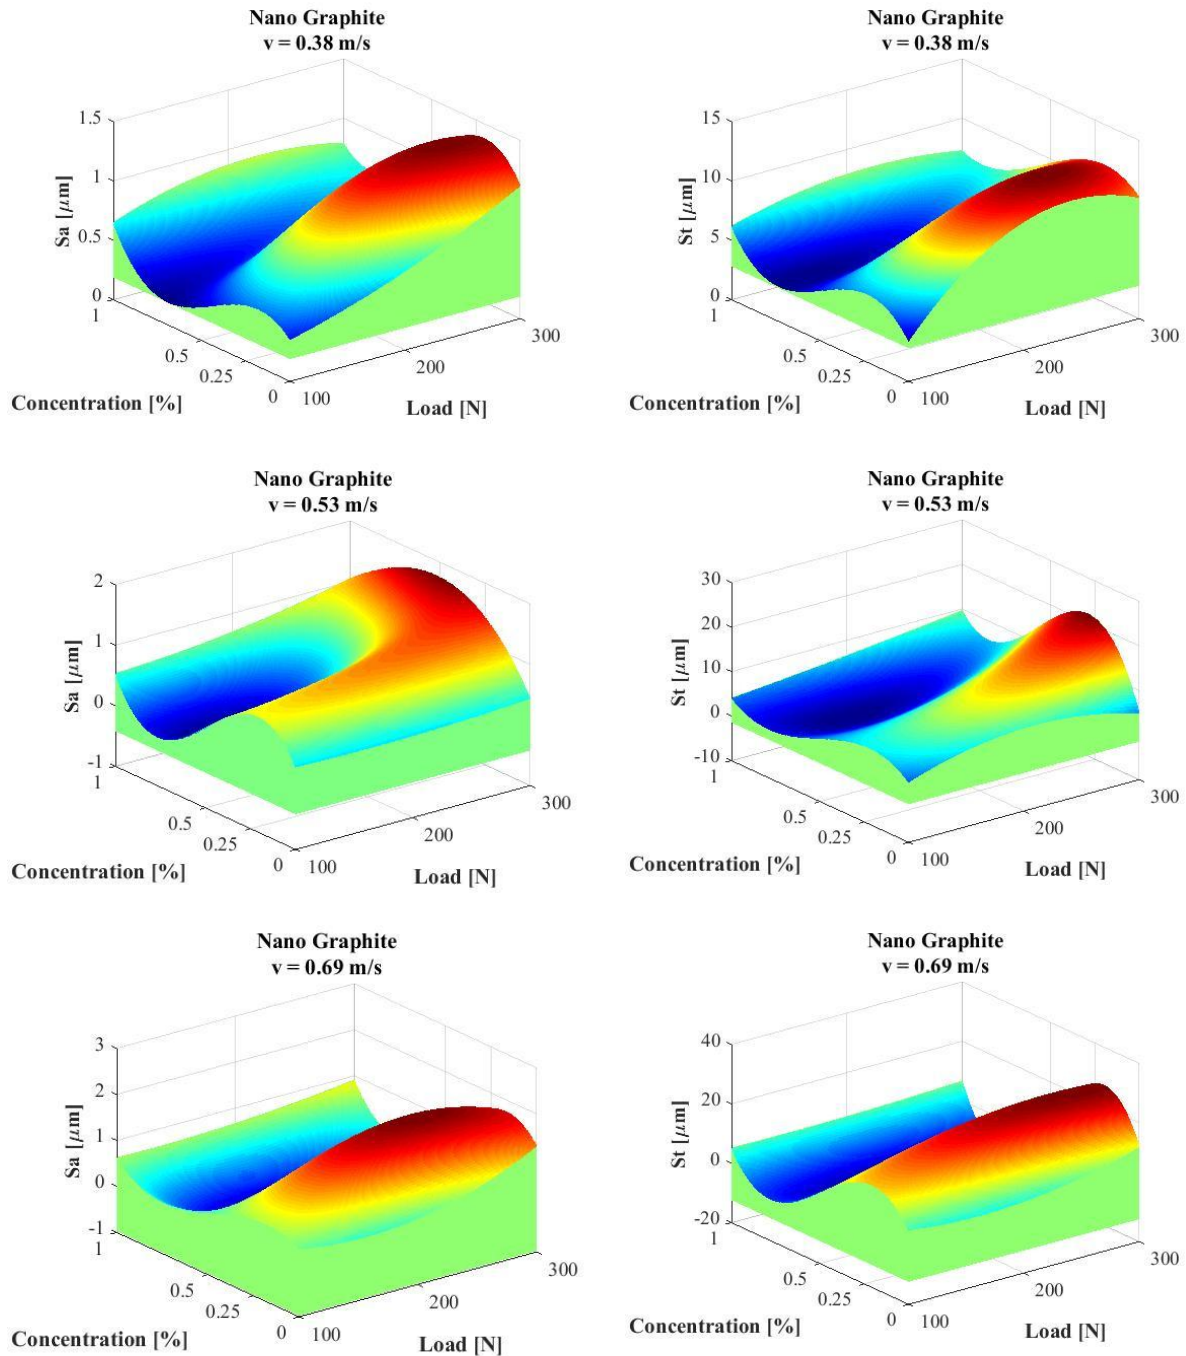 Nano Graphite
v = 0.38 m/s
1.5
1
0.5
0
Sa [μm]
1
0.5
0.25
0
Concentration [%]
100
200
300
Load [N]
Nano Graphite
v = 0.38 m/s
15
10
5
0
St [μm]
1
0.5
0.25
0
Concentration [%]
100
200
300
Load [N]
Nano Graphite
v = 0.53 m/s
2
1
0
-1
Sa [μm]
1
0.5
0.25
0
Concentration [%]
100
200
300
Load [N]
Nano Graphite
v = 0.53 m/s
30
20
10
0
-10
St [μm]
1
0.5
0.25
0
Concentration [%]
100
200
300
Load [N]
Nano Graphite
v = 0.69 m/s
3
2
1
0
-1
Sa [μm]
1
0.5
0.25
0
Concentration [%]
100
200
300
Load [N]
Nano Graphite
v = 0.69 m/s
40
20
0
-20
St [μm]
1
0.5
0.25
0
Concentration [%]
100
200
300
Load [N]